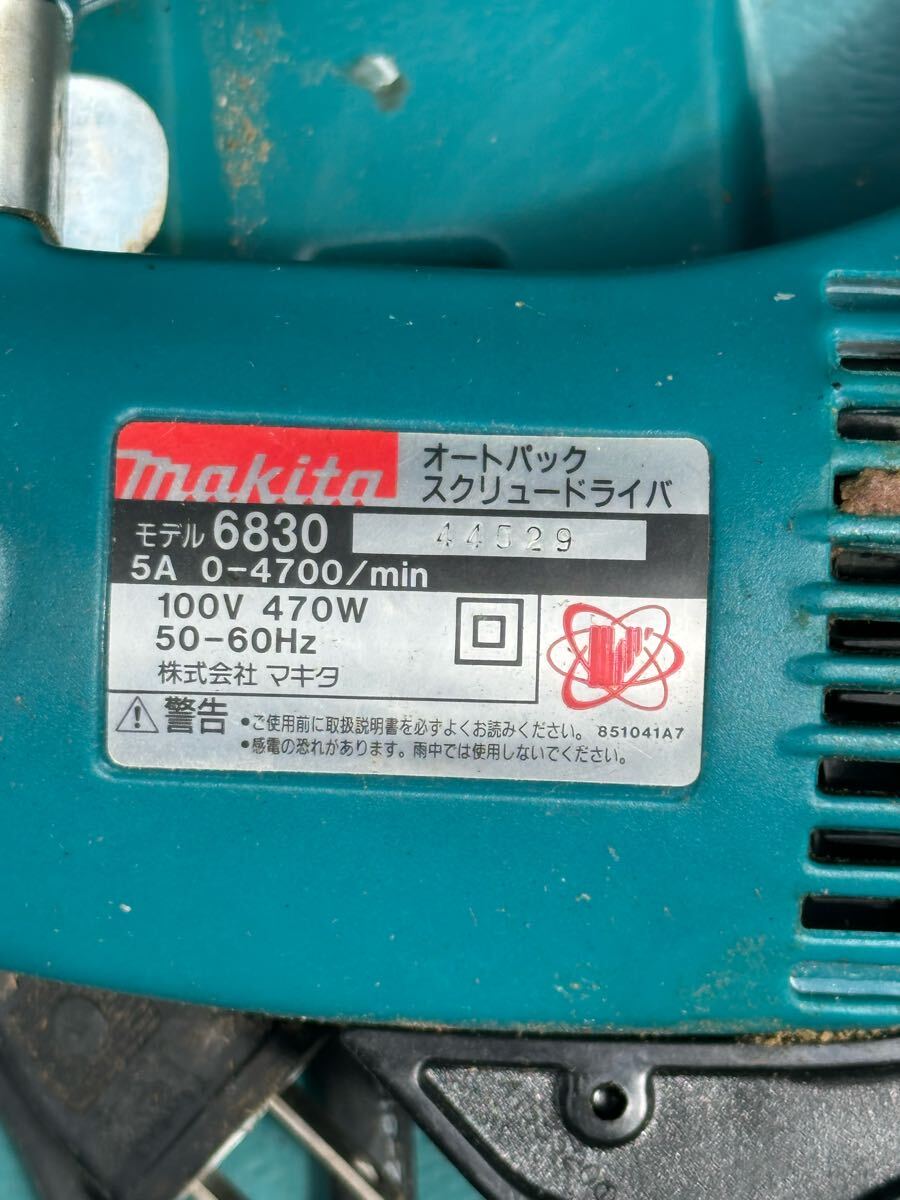 makita
オートパック
スクリュードライバ
モデル 6830 44529
5A 0-4700/min
100V 470W
50-60Hz
株式会社 マキタ
警告
•ご使用前に取扱説明書を必ずよくお読みください。 851041A7
•感電の恐れがあります。雨中では使用しないでください。